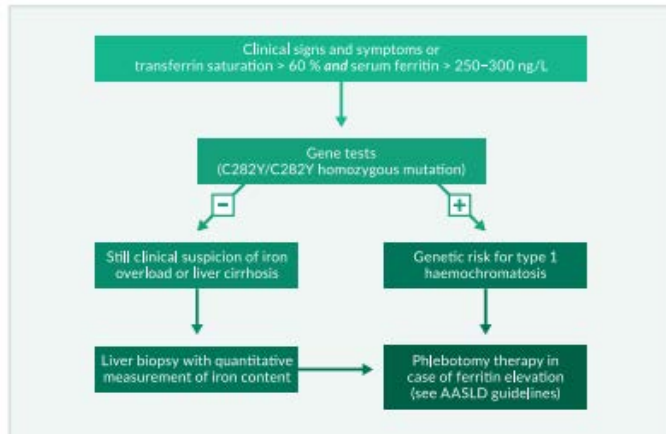 Clinical signs and symptoms or
transferrin saturation > 60 % and serum ferritin > 250–300 ng/L
Gene tests
(C282Y/C282Y homozygous mutation)
–
+
Still clinical suspicion of iron
overload or liver cirrhosis
Genetic risk for type 1
haemochromatosis
Liver biopsy with quantitative
measurement of iron content
Phlebotomy therapy in
case of ferritin elevation
(see AASLD guidelines)